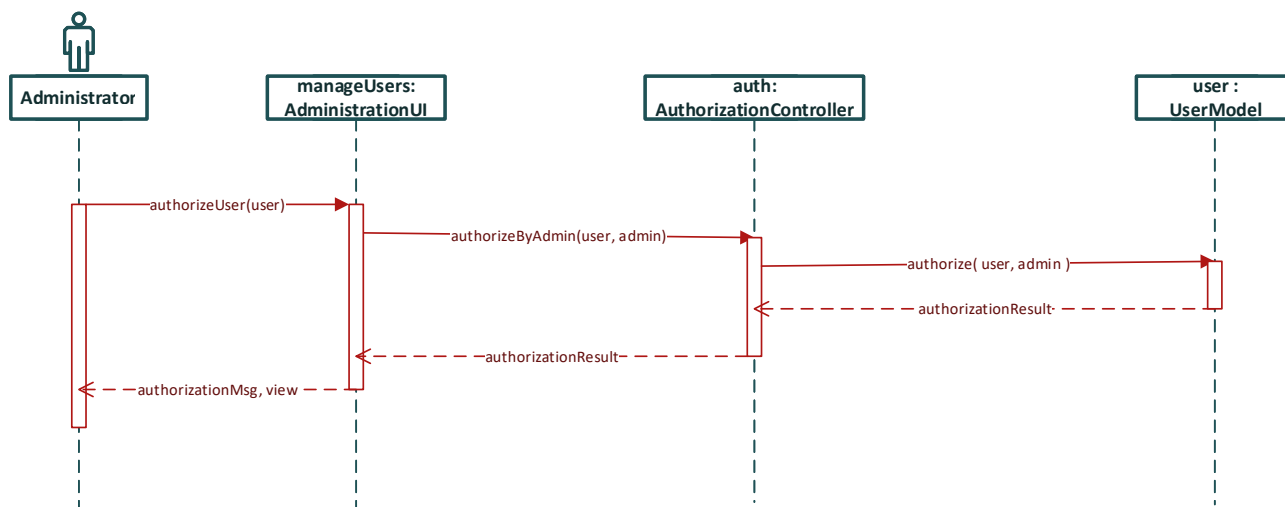 Administrator
manageUsers:
AdministrationUI
auth:
AuthorizationController
user :
UserModel
authorizeUser(user)
authorizeByAdmin(user, admin)
authorize( user, admin )
authorizationResult
authorizationResult
authorizationMsg, view